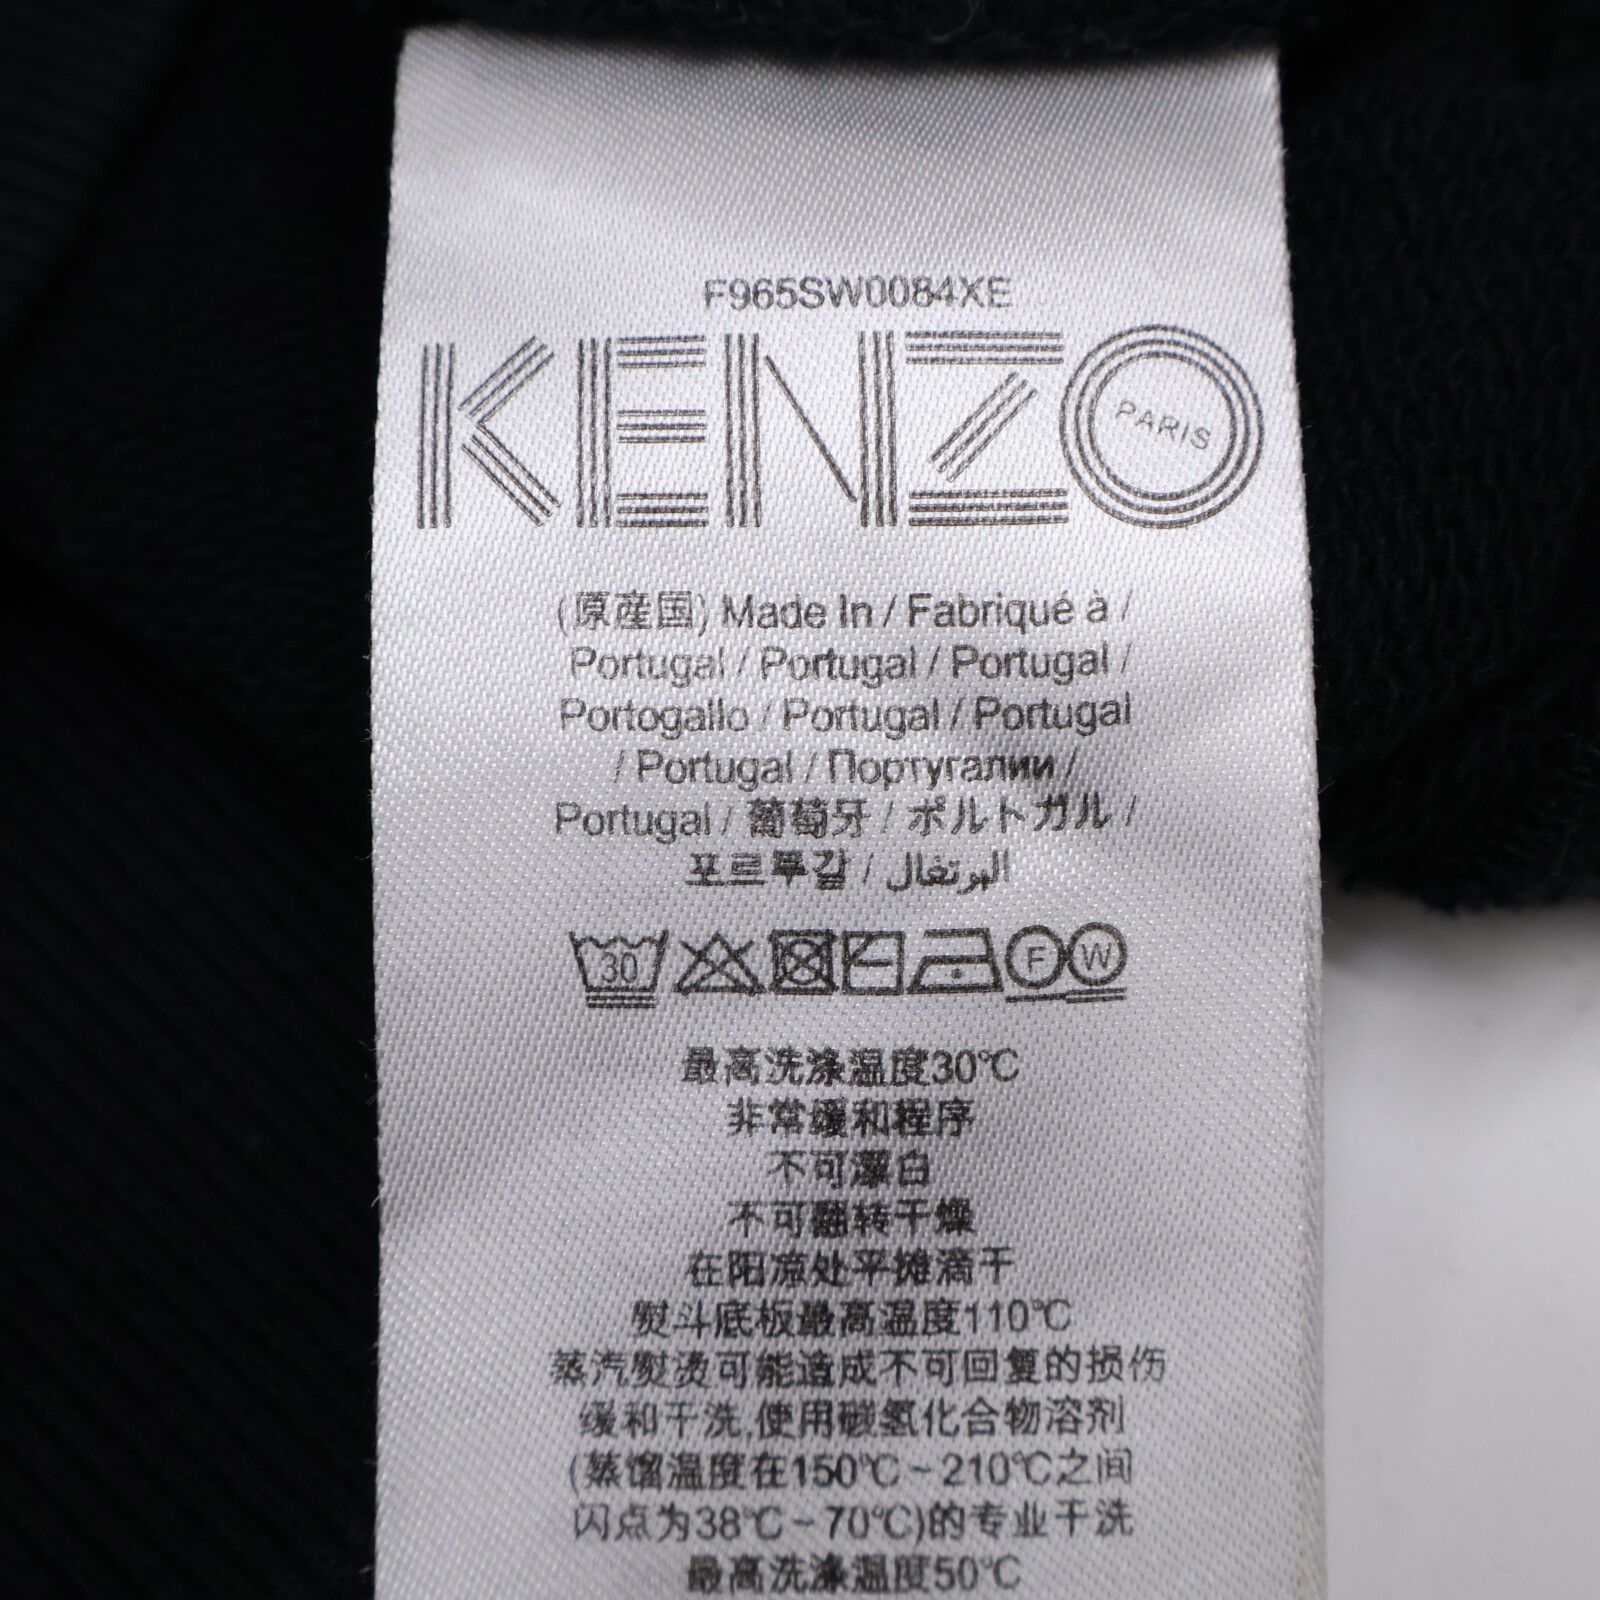 F965SW0084XE
KENZO
PARIS
(原産国) Made In / Fabriqué à /
Portugal / Portugal / Portugal /
Portogallo / Portugal / Portugal
/ Portugal / Португалии /
Portugal / 葡萄牙 / ポルトガル /
포르투갈 / البرتغال
30
F W
最高洗涤温度30℃
非常缓和程序
不可漂白
不可翻转干燥
在阳凉处平摊滴干
熨斗底板最高温度110℃
蒸汽熨烫可能造成不可回复的损伤
缓和干洗,使用碳氢化合物溶剂
(蒸馏温度在150℃~210℃之间
闪点为38℃~70℃)的专业干洗
最高洗涤温度50℃